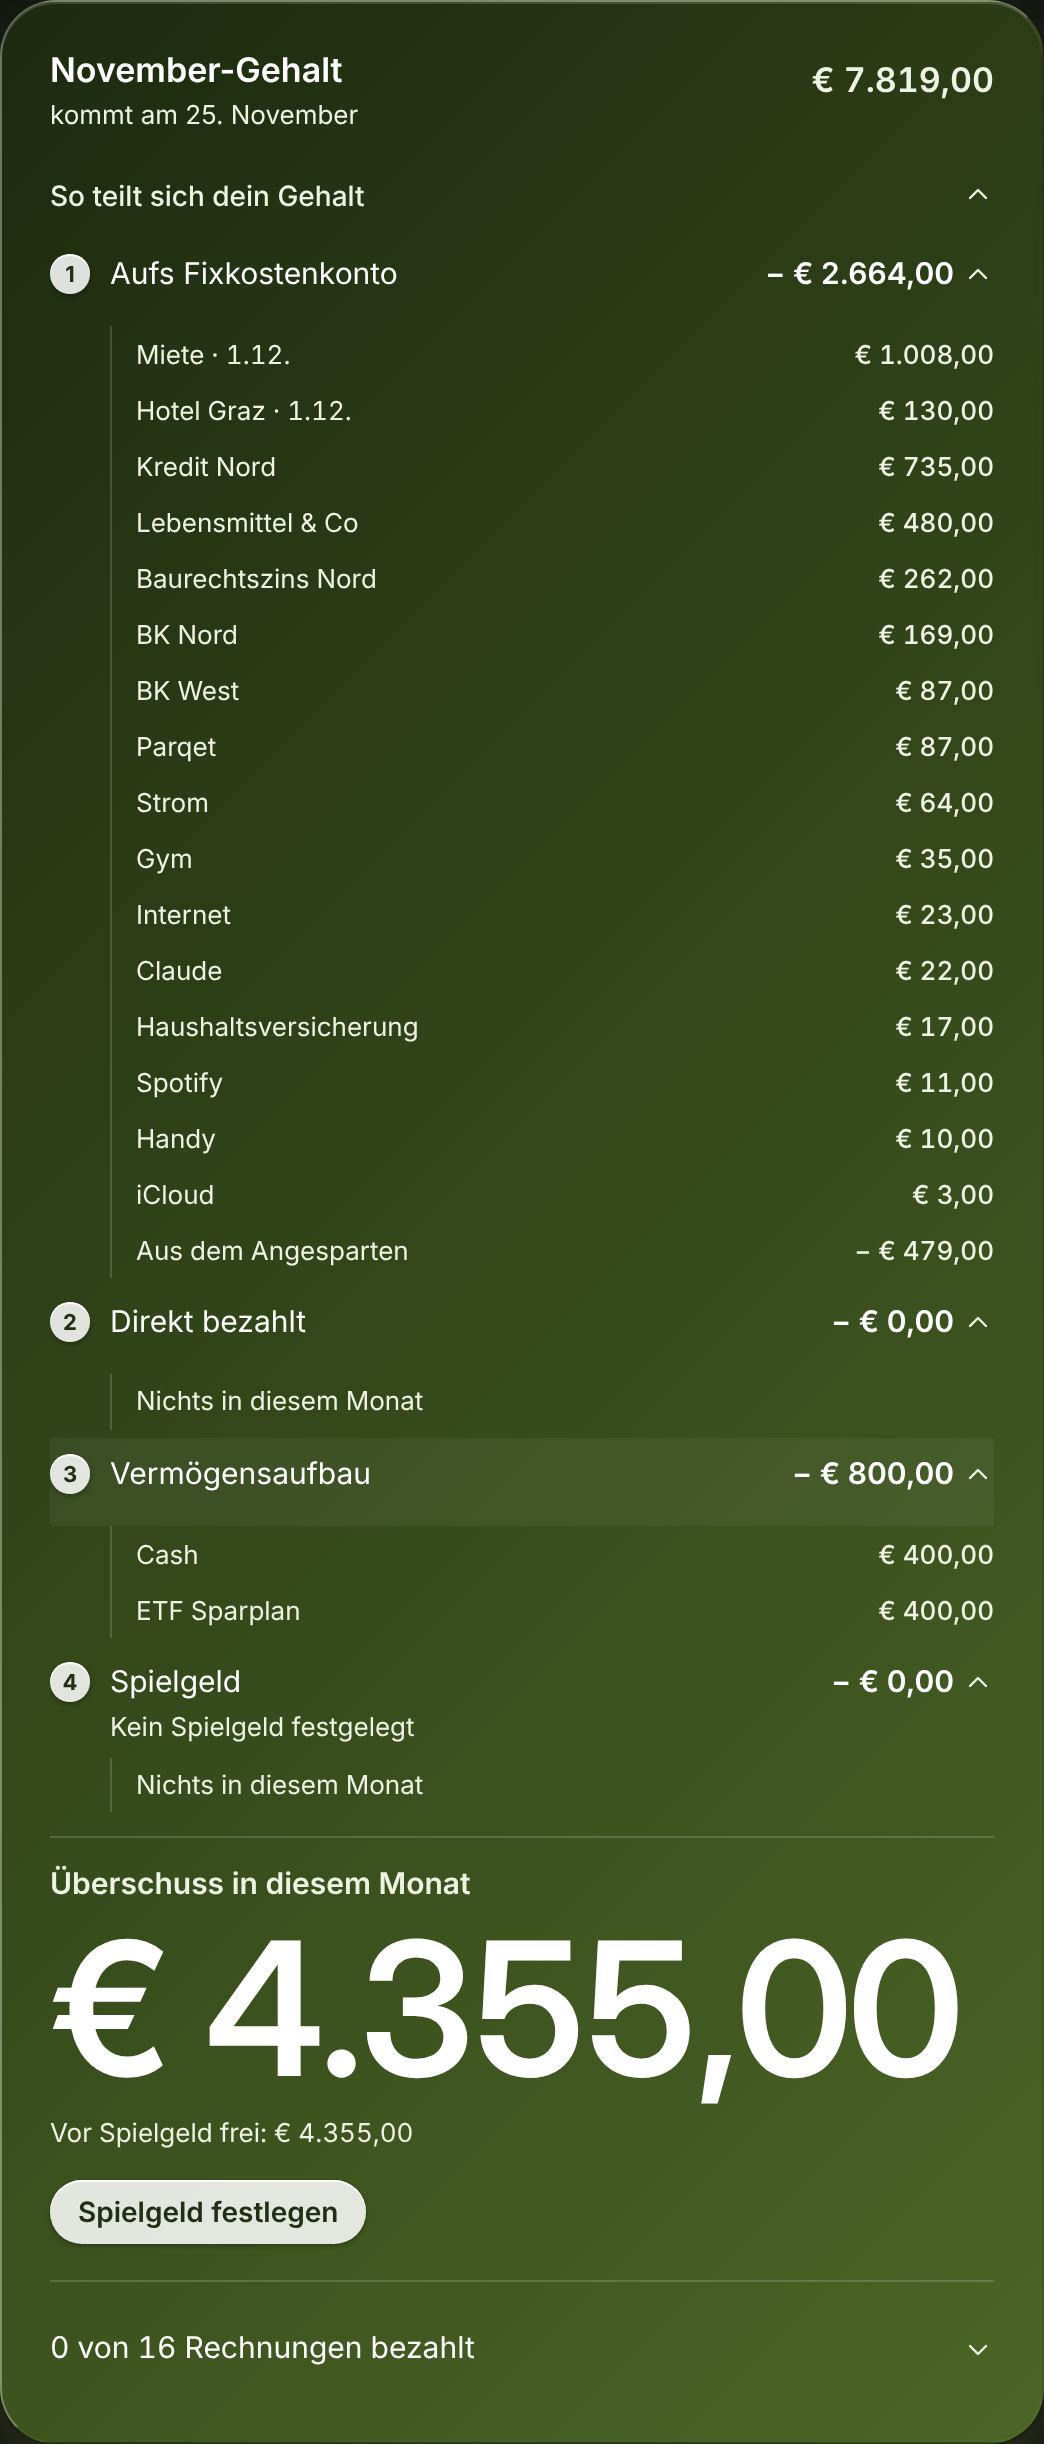 November-Gehalt
€ 7.819,00
kommt am 25. November
So teilt sich dein Gehalt
1 Aufs Fixkostenkonto – € 2.664,00
Miete · 1.12. € 1.008,00
Hotel Graz · 1.12. € 130,00
Kredit Nord € 735,00
Lebensmittel & Co € 480,00
Baurechtszins Nord € 262,00
BK Nord € 169,00
BK West € 87,00
Parqet € 87,00
Strom € 64,00
Gym € 35,00
Internet € 23,00
Claude € 22,00
Haushaltsversicherung € 17,00
Spotify € 11,00
Handy € 10,00
iCloud € 3,00
Aus dem Angesparten – € 479,00
2 Direkt bezahlt – € 0,00
Nichts in diesem Monat
3 Vermögensaufbau – € 800,00
Cash € 400,00
ETF Sparplan € 400,00
4 Spielgeld – € 0,00
Kein Spielgeld festgelegt
Nichts in diesem Monat
Überschuss in diesem Monat
€ 4.355,00
Vor Spielgeld frei: € 4.355,00
Spielgeld festlegen
0 von 16 Rechnungen bezahlt